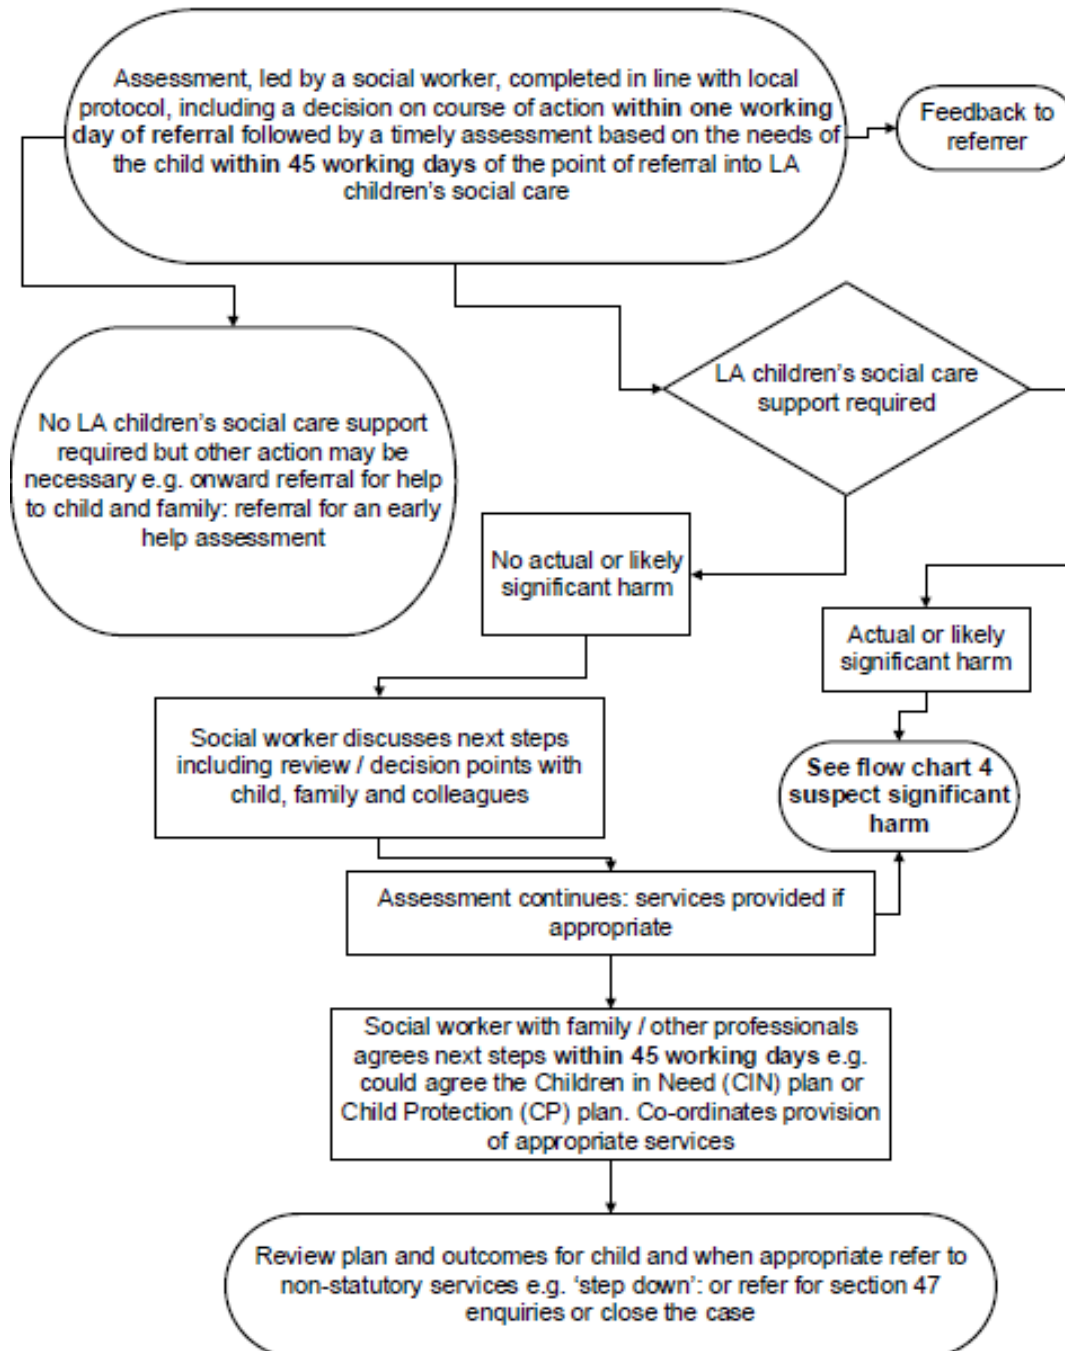 Assessment, led by a social worker, completed in line with local
protocol, including a decision on course of action within one working
day of referral followed by a timely assessment based on the needs of
the child within 45 working days of the point of referral into LA
children's social care
Feedback to
referrer
LA children's social care
support required
No LA children's social care support
required but other action may be
necessary e.g. onward referral for help
to child and family: referral for an early
help assessment
No actual or likely
significant harm
Actual or likely
significant harm
Social worker discusses next steps
including review / decision points with
child, family and colleagues
See flow chart 4
suspect significant
harm
Assessment continues: services provided if
appropriate
Social worker with family / other professionals
agrees next steps within 45 working days e.g.
could agree the Children in Need (CIN) plan or
Child Protection (CP) plan. Co-ordinates provision
of appropriate services
Review plan and outcomes for child and when appropriate refer to
non-statutory services e.g. ‘step down’: or refer for section 47
enquiries or close the case